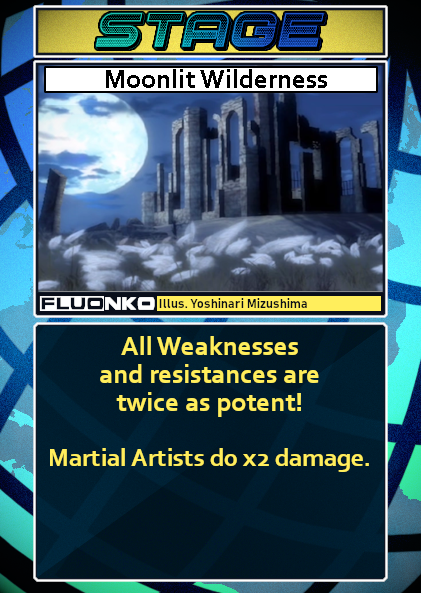 STAGE
Moonlit Wilderness
FLUONKO
Illus. Yoshinari Mizushima
All Weaknesses
and resistances are
twice as potent!
Martial Artists do x2 damage.